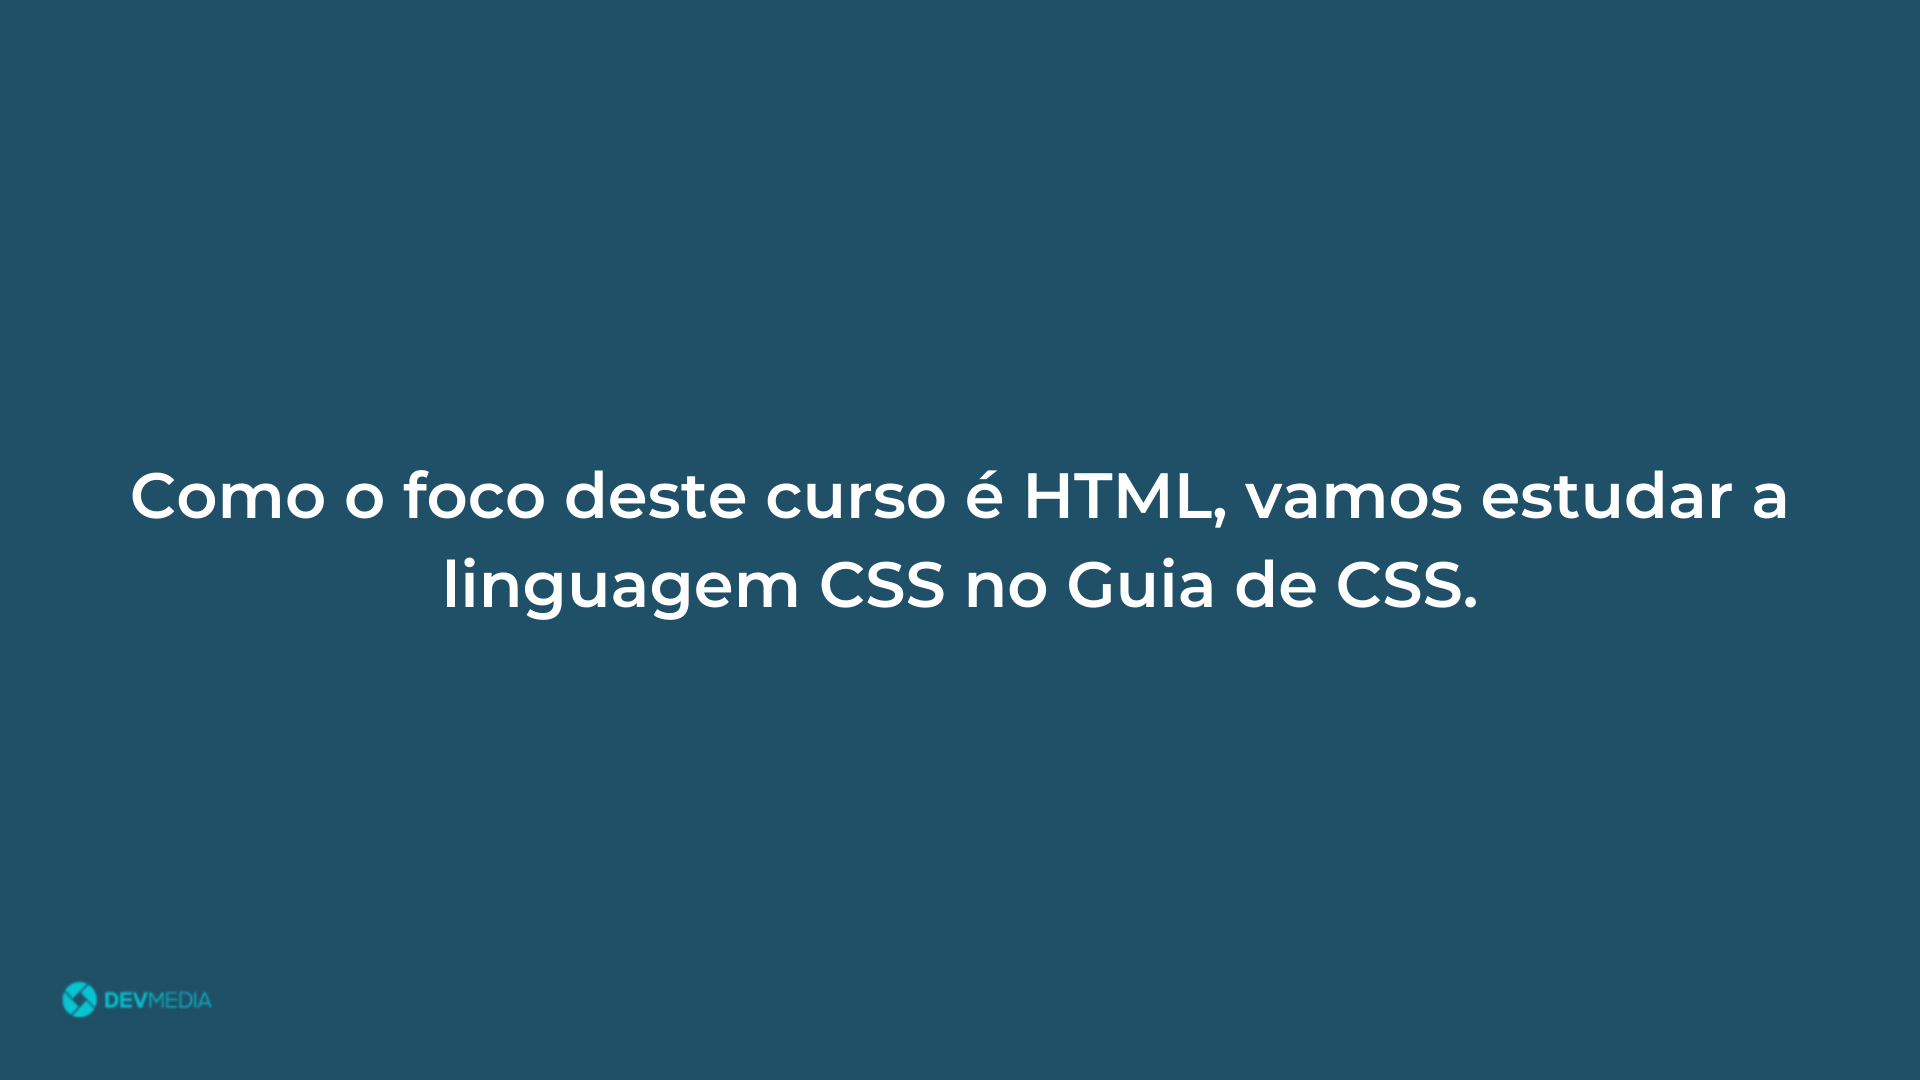 Como o foco deste curso é HTML, vamos estudar a
linguagem CSS no Guia de CSS.
DEVMEDIA